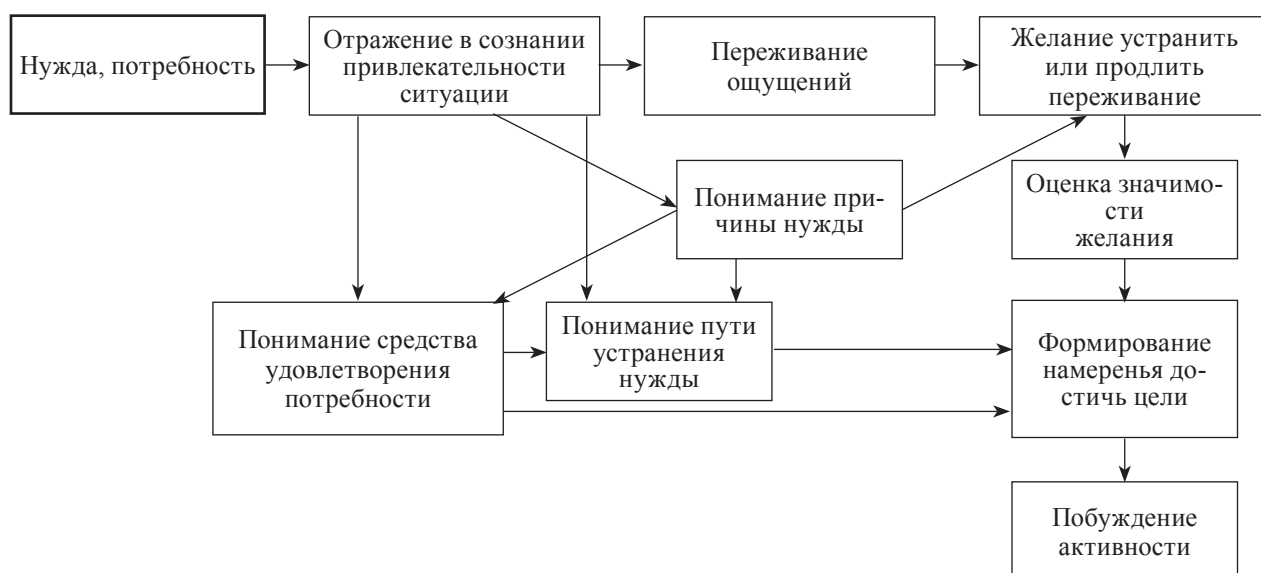 Нужда, потребность
Отражение в сознании
привлекательности
ситуации
Переживание
ощущений
Желание устранить
или продлить
переживание
Понимание при-
чины нужды
Оценка значимо-
сти
желания
Понимание средства
удовлетворения
потребности
Понимание пути
устранения
нужды
Формирование
намеренья до-
стичь цели
Побуждение
активности